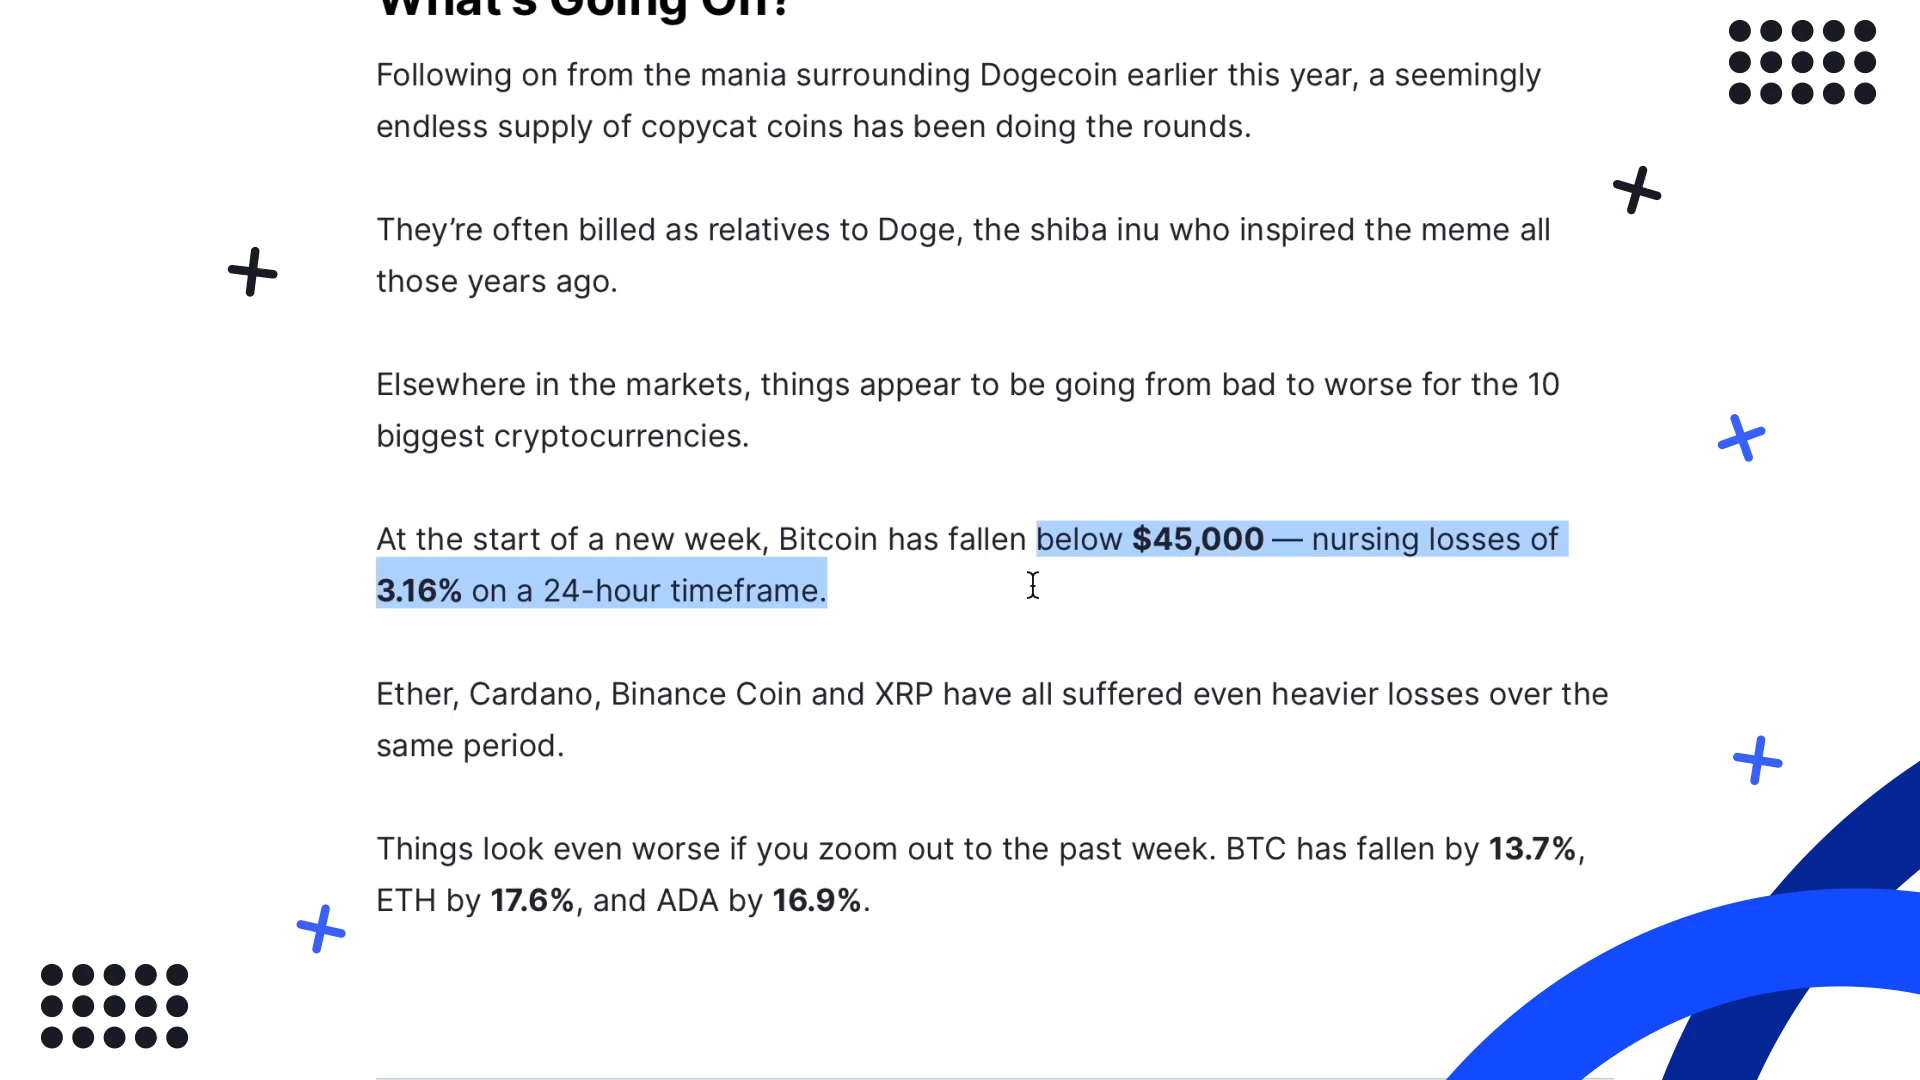 What's Going On?
Following on from the mania surrounding Dogecoin earlier this year, a seemingly
endless supply of copycat coins has been doing the rounds.
They’re often billed as relatives to Doge, the shiba inu who inspired the meme all
those years ago.
Elsewhere in the markets, things appear to be going from bad to worse for the 10
biggest cryptocurrencies.
At the start of a new week, Bitcoin has fallen below $45,000 — nursing losses of
3.16% on a 24-hour timeframe.
Ether, Cardano, Binance Coin and XRP have all suffered even heavier losses over the
same period.
Things look even worse if you zoom out to the past week. BTC has fallen by 13.7%,
ETH by 17.6%, and ADA by 16.9%.